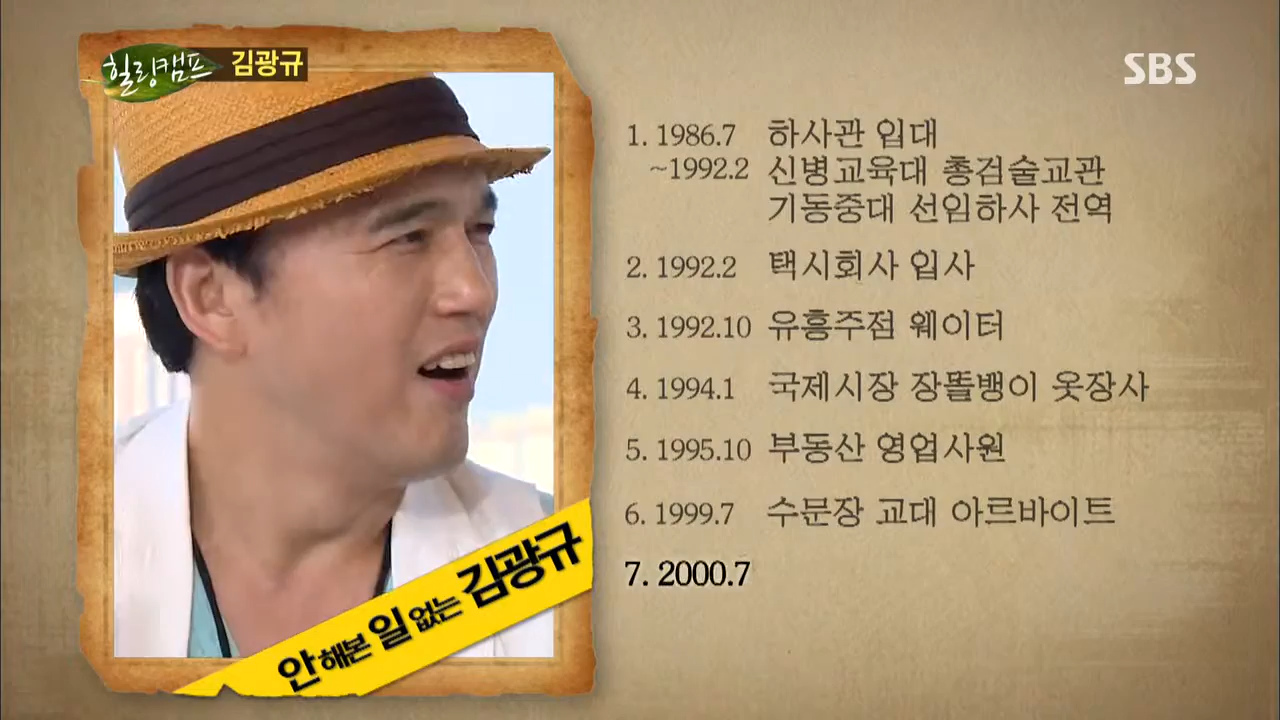 힐링캠프 김광규
SBS
1. 1986.7 하사관 입대
~1992.2 신병교육대 총검술교관
기동중대 선임하사 전역
2. 1992.2 택시회사 입사
3. 1992.10 유흥주점 웨이터
4. 1994.1 국제시장 장똘뱅이 옷장사
5. 1995.10 부동산 영업사원
6. 1999.7 수문장 교대 아르바이트
7. 2000.7
안 해본 일 없는 김광규